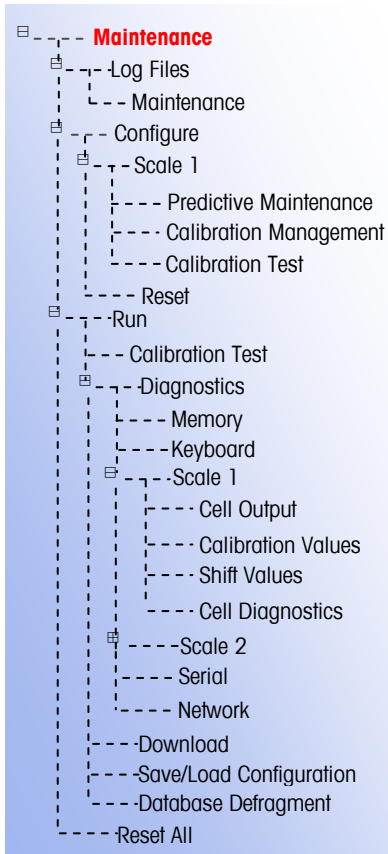 Maintenance
Log Files
Maintenance
Configure
Scale 1
Predictive Maintenance
Calibration Management
Calibration Test
Reset
Run
Calibration Test
Diagnostics
Memory
Keyboard
Scale 1
Cell Output
Calibration Values
Shift Values
Cell Diagnostics
Scale 2
Serial
Network
Download
Save/Load Configuration
Database Defragment
Reset All